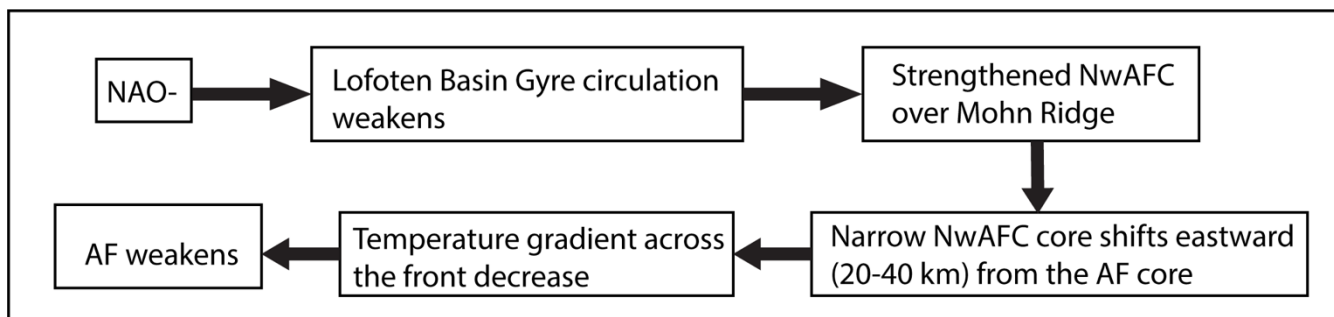 NAO-
Lofoten Basin Gyre circulation
weakens
Strengthened NwAFC
over Mohn Ridge
Narrow NwAFC core shifts eastward
(20-40 km) from the AF core
Temperature gradient across
the front decrease
AF weakens